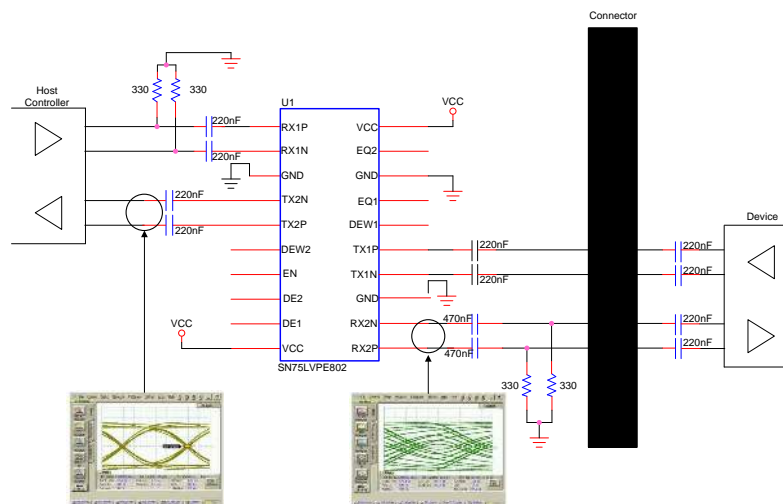 Connector
Host
Controller
330
330
U1
VCC
220nF
220nF
RX1P
RX1N
GND
TX2N
TX2P
DEW2
EN
DE2
DE1
VCC
VCC
EQ2
GND
EQ1
DEW1
TX1P
TX1N
GND
RX2N
RX2P
220nF
220nF
VCC
SN75LVPE802
220nF
220nF
470nF
470nF
330
330
Device
220nF
220nF
220nF
220nF